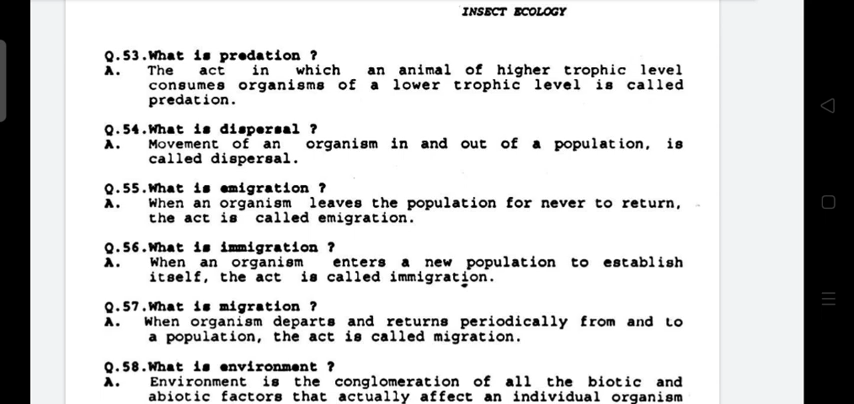 INSECT ECOLOGY
Q.53.What is predation ?
A. The act in which an animal of higher trophic level
consumes organisms of a lower trophic level is called
predation.
Q.54.What is dispersal ?
A. Movement of an organism in and out of a population, is
called dispersal.
Q.55.What is emigration ?
A. When an organism leaves the population for never to return,
the act is called emigration.
Q.56.What is immigration ?
A. When an organism enters a new population to establish
itself, the act is called immigration.
Q.57.What is migration ?
A. When organism departs and returns periodically from and to
a population, the act is called migration.
Q.58.What is environment ?
A. Environment is the conglomeration of all the biotic and
abiotic factors that actually affect an individual organism